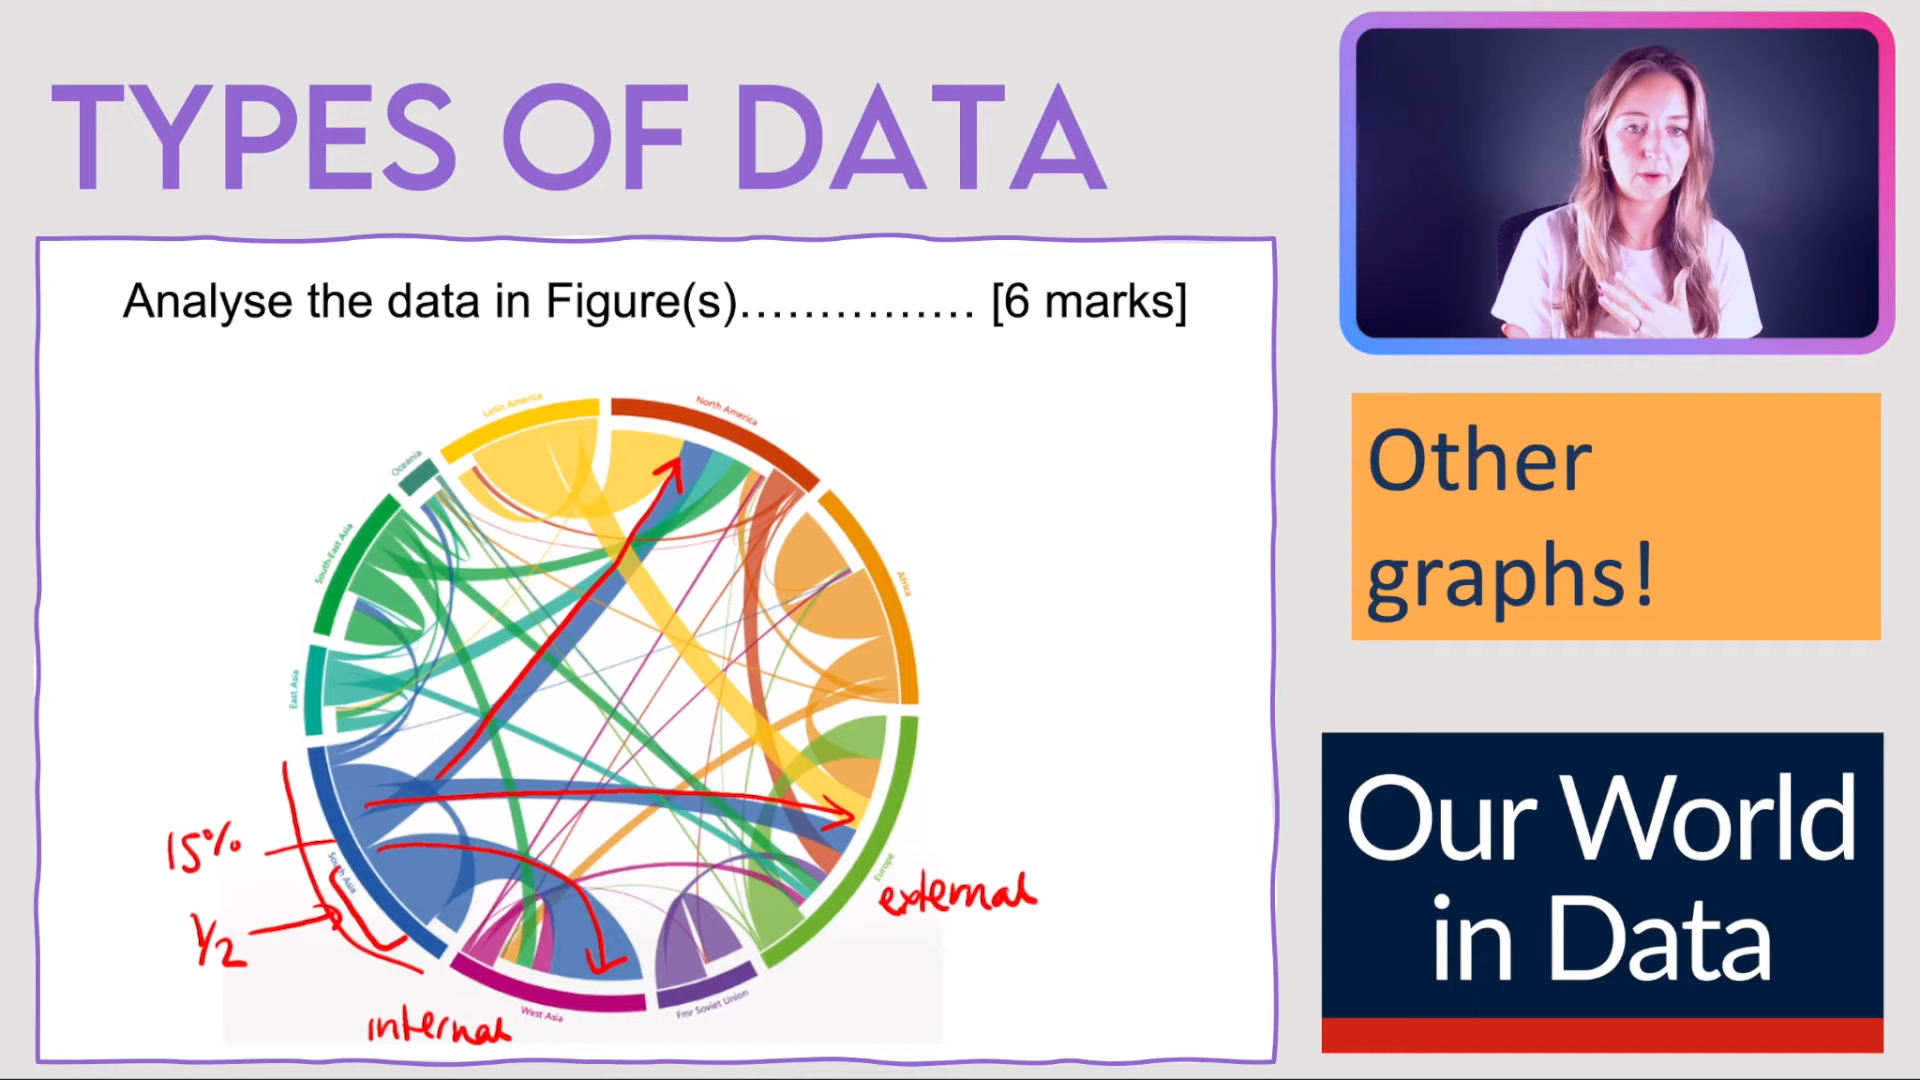 TYPES OF DATA
Analyse the data in Figure(s)............... [6 marks]
Latin America
North America
Oceania
Africa
South-East Asia
East Asia
15%
South Asia
Europe
external
1/2
Fmr Soviet Union
West Asia
internal
Other
graphs!
Our World
in Data